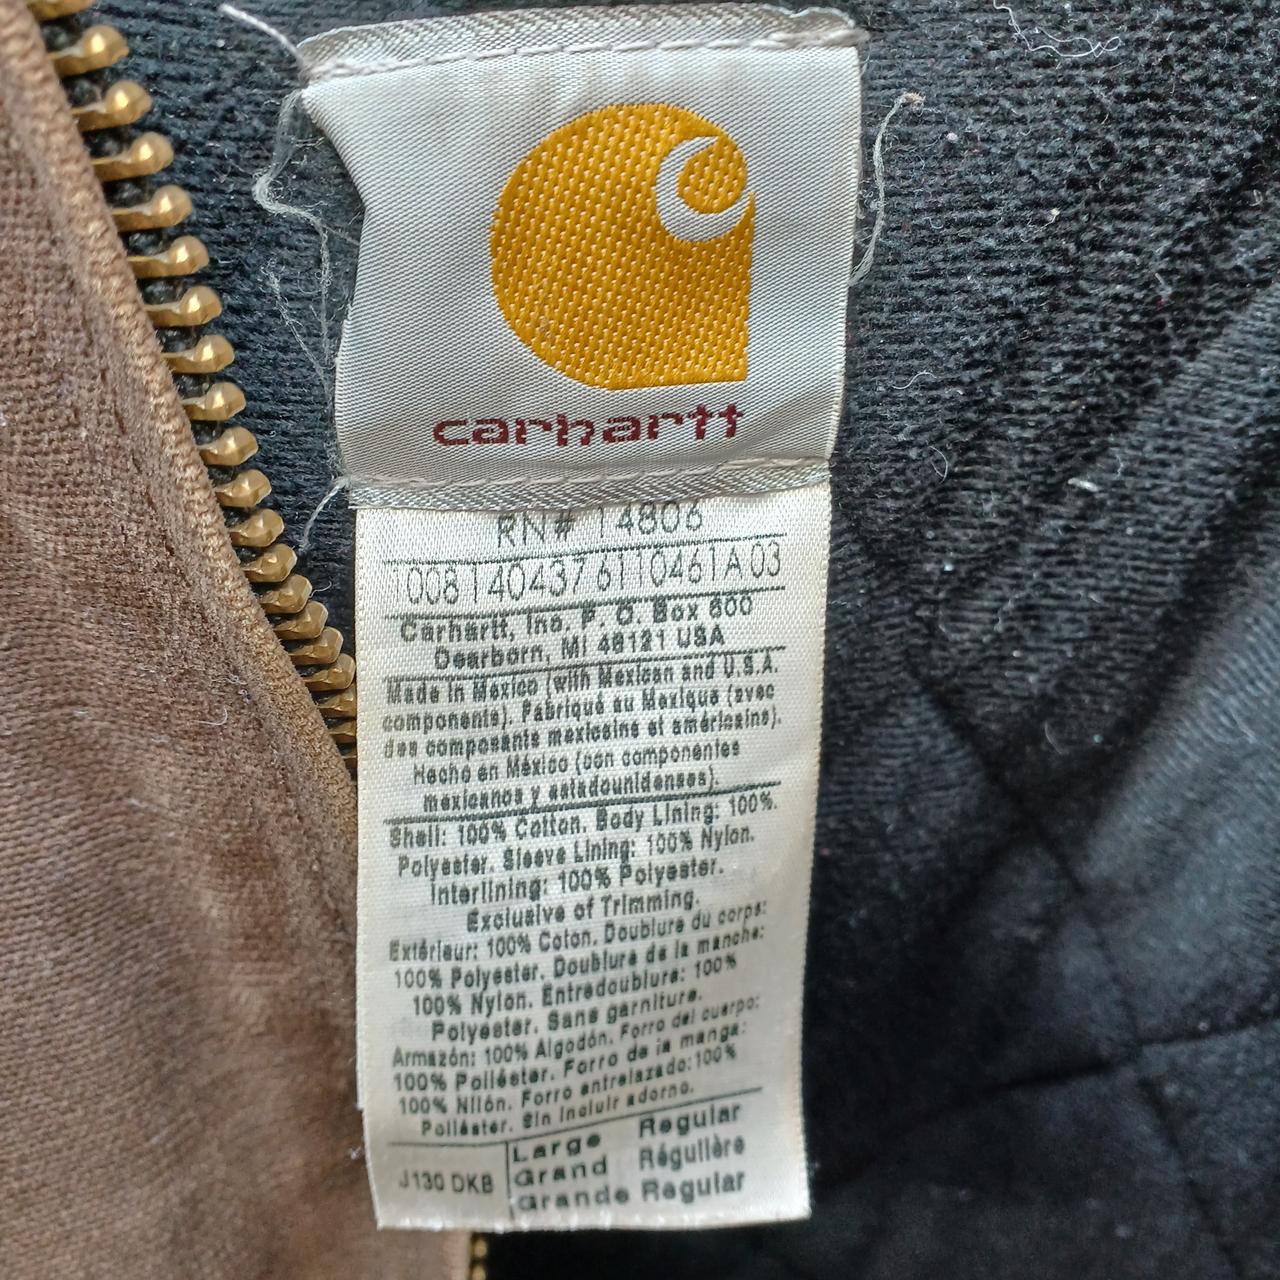 carhartt
RN# 14806
1008140437 6110461A 03
Carhartt, Inc. P. O. Box 600
Dearborn, MI 48121 USA
Made in Mexico (with Mexican and U.S.A.
components). Fabriqué au Mexique (avec
des composants mexicains et américains).
Hecho en México (con componentes
mexicanos y estadounidenses).
Shell: 100% Cotton. Body Lining: 100%.
Polyester. Sleeve Lining: 100% Nylon.
Interlining: 100% Polyester.
Exclusive of Trimming.
Extérieur: 100% Coton. Doublure du corps:
100% Polyester. Doublure de la manche:
100% Nylon. Entredoublure: 100%
Polyester. Sans garniture.
Armazón: 100% Algodón. Forro del cuerpo:
100% Poliéster. Forro de la manga:
100% Nilón. Forro entrelazado:100%
Poliéster. Sin incluir adorno.
J130 DKB
Large Regular
Grand Régulière
Grande Regular